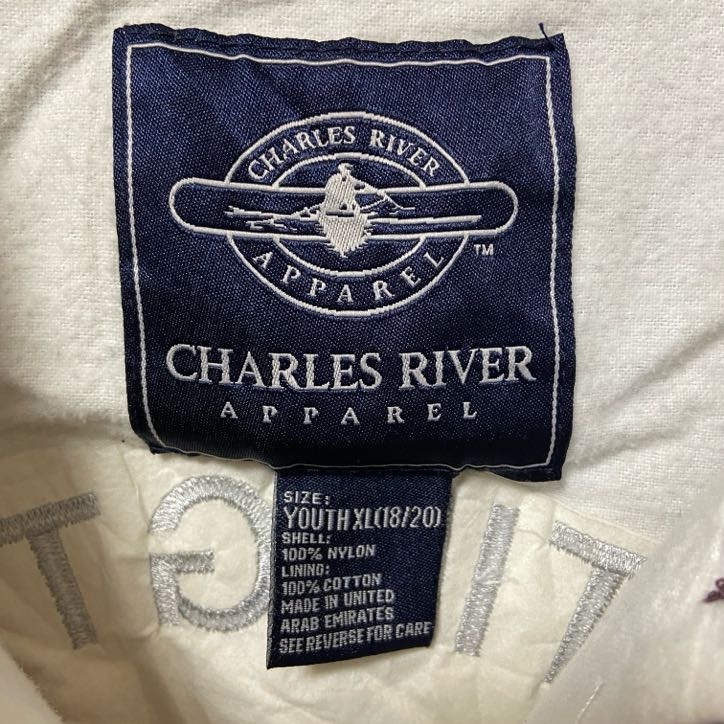 CHARLES RIVER
APPAREL
TM
CHARLES RIVER
APPAREL
SIZE:
YOUTH XL(18/20)
SHELL:
100% NYLON
LINING:
100% COTTON
MADE IN UNITED
ARAB EMIRATES
SEE REVERSE FOR CARE